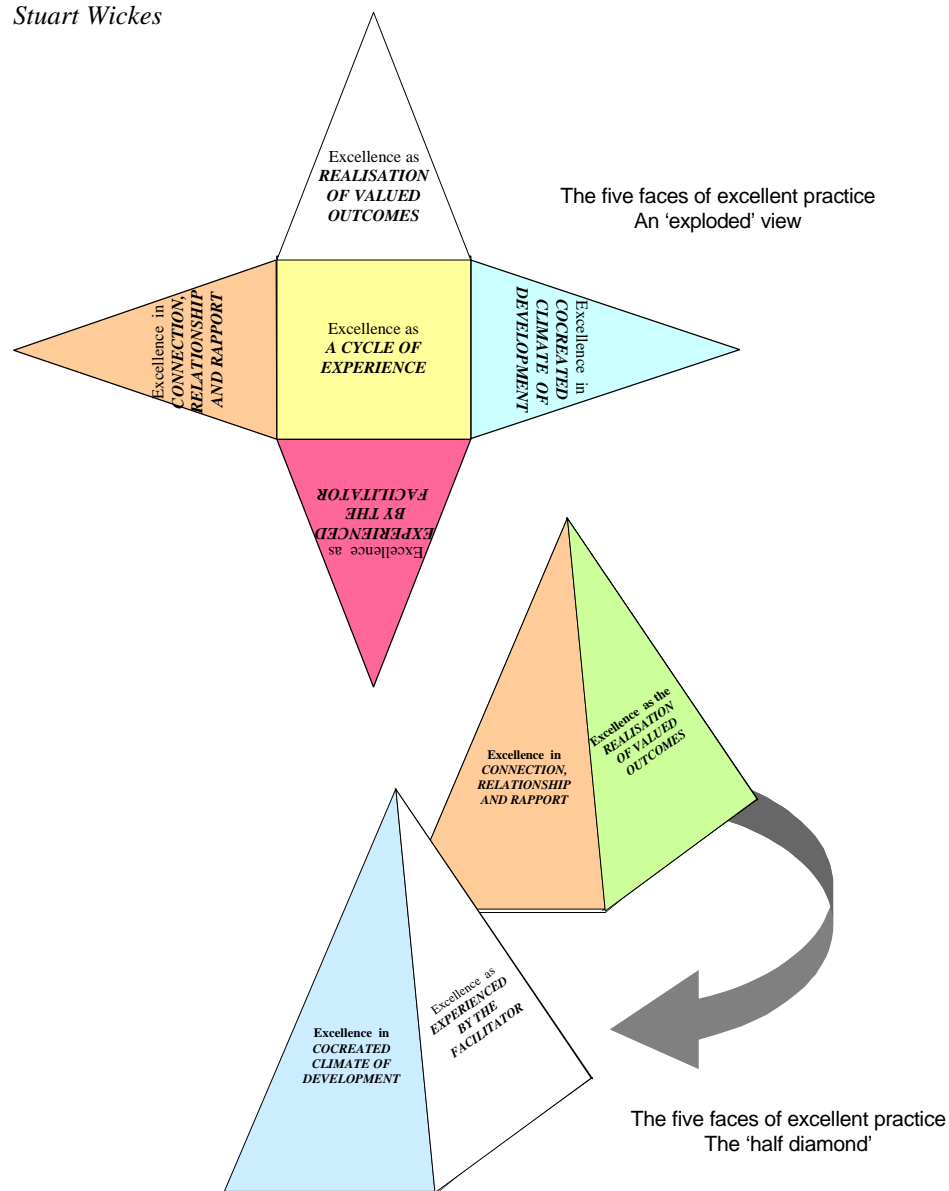 Stuart Wickes
Excellence as
REALISATION
OF VALUED
OUTCOMES
The five faces of excellent practice
An ‘exploded’ view
Excellence in
CONNECTION,
RELATIONSHIP
AND RAPPORT
Excellence as
A CYCLE OF
EXPERIENCE
Excellence in
COCREATED
CLIMATE OF
DEVELOPMENT
Excellence as
EXPERIENCED
BY THE
FACILITATOR
Excellence in
CONNECTION,
RELATIONSHIP
AND RAPPORT
Excellence as the
REALISATION
OF VALUED
OUTCOMES
Excellence in
COCREATED
CLIMATE OF
DEVELOPMENT
Excellence as
EXPERIENCED
BY THE
FACILITATOR
The five faces of excellent practice
The ‘half diamond’